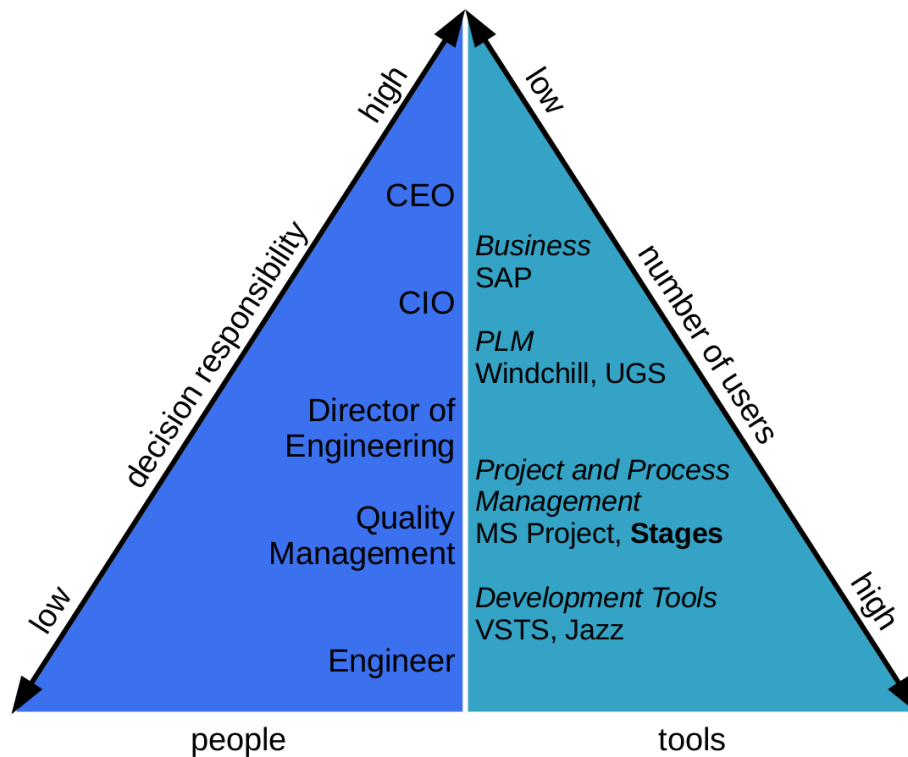 high
low
CEO
decision responsibility
number of users
Business
SAP
CIO
PLM
Windchill, UGS
Director of
Engineering
Project and Process
Management
MS Project, Stages
Quality
Management
low
high
Development Tools
VSTS, Jazz
Engineer
people
tools